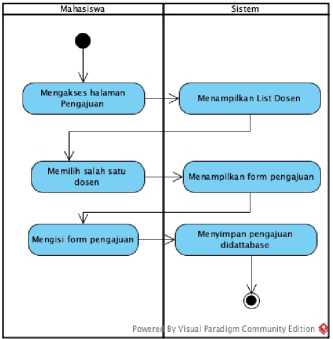 Mahasiswa
Sistem
Mengakses halaman
Pengajuan
Menampilkan List Dosen
Memilih salah satu
dosen
Menampilkan form pengajuan
Mengisi form pengajuan
Menyimpan pengajuan
didattabase
Powered By Visual Paradigm Community Edition